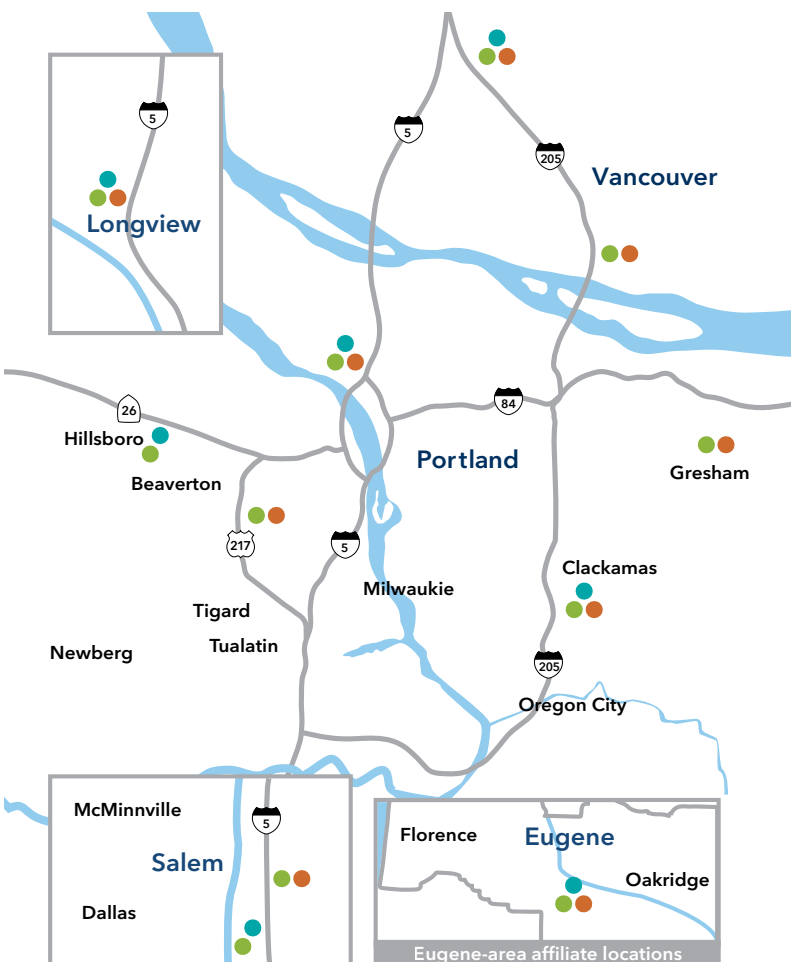 5
5
205
Vancouver
Longview
26
84
Hillsboro
Portland
Gresham
Beaverton
217
5
Clackamas
Milwaukie
Tigard
Tualatin
Newberg
205
Oregon City
McMinnville
5
Salem
Dallas
Florence
Eugene
Oakridge
Eugene-area affiliate locations